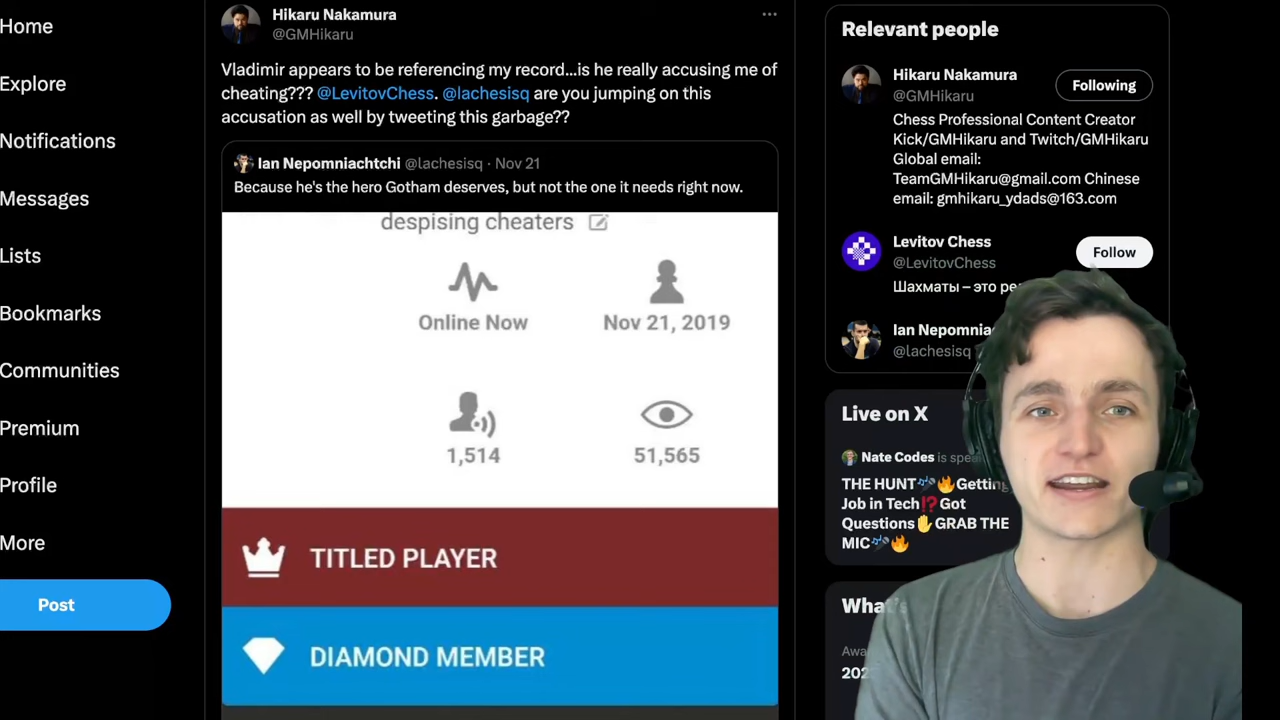 Home
Explore
Notifications
Messages
Lists
Bookmarks
Communities
Premium
Profile
More
Post
Hikaru Nakamura
@GMHikaru
Vladimir appears to be referencing my record...is he really accusing me of
cheating??? @LevitovChess. @lachesisq are you jumping on this
accusation as well by tweeting this garbage??
Ian Nepomniachtchi @lachesisq · Nov 21
Because he's the hero Gotham deserves, but not the one it needs right now.
despising cheaters
Online Now
Nov 21, 2019
1,514
51,565
TITLED PLAYER
DIAMOND MEMBER
Relevant people
Hikaru Nakamura
Following
@GMHikaru
Chess Professional Content Creator
Kick/GMHikaru and Twitch/GMHikaru
Global email:
TeamGMHikaru@gmail.com Chinese
email: gmhikaru_ydads@163.com
Levitov Chess
Follow
@LevitovChess
Шахматы – это
Ian
@lachesisq
Live on X
Nate Codes is
THE HUNT🎤🔥Getting
Job in Tech⁉️Got
Questions✋GRAB THE
MIC🎤🔥